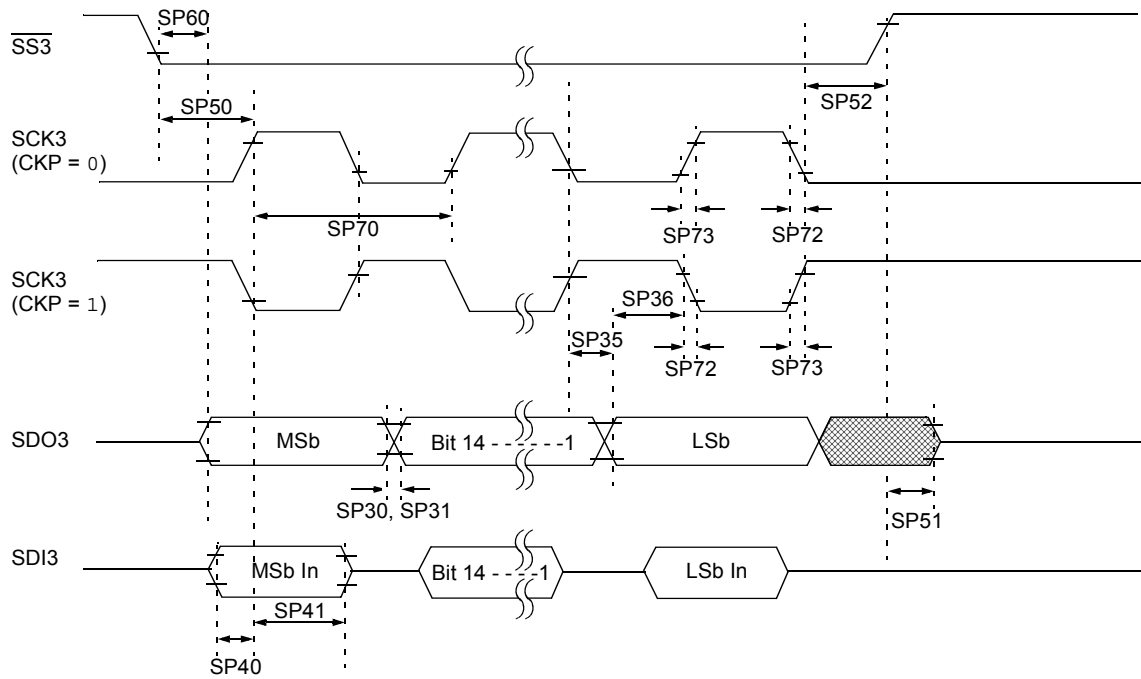 SP60
SS3
SP50
SP52
SCK3
(CKP = 0)
SP70
SP73
SP72
SCK3
(CKP = 1)
SP36
SP35
SP72
SP73
SDO3
MSb
Bit 14 - - - - - -1
LSb
SP30, SP31
SP51
SDI3
MSb In
Bit 14 - - - -1
LSb In
SP41
SP40